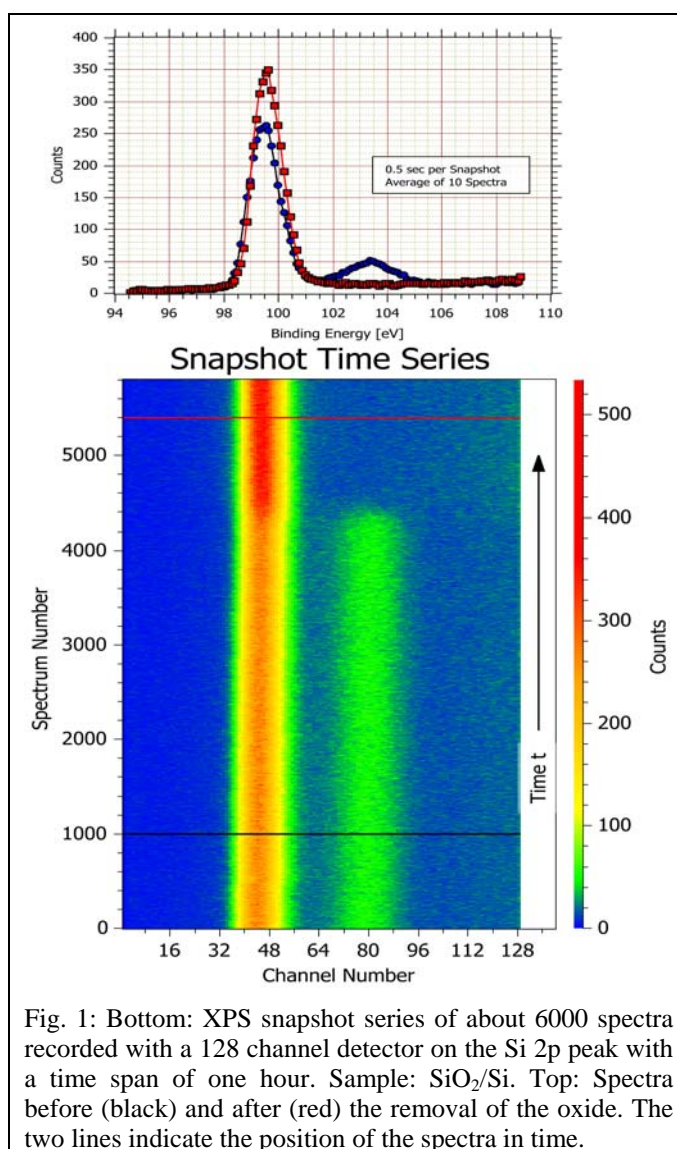 400
350
300
250
200
150
100
50
0
Counts
0.5 sec per Snapshot
Average of 10 Spectra
94 96 98 100 102 104 106 108 110
Binding Energy [eV]
Snapshot Time Series
5000
4000
3000
2000
1000
0
Spectrum Number
Time t
500
400
300
200
100
0
Counts
16 32 48 64 80 96 112 128
Channel Number
Fig. 1: Bottom: XPS snapshot series of about 6000 spectra
recorded with a 128 channel detector on the Si 2p peak with
a time span of one hour. Sample: SiO₂/Si. Top: Spectra
before (black) and after (red) the removal of the oxide. The
two lines indicate the position of the spectra in time.